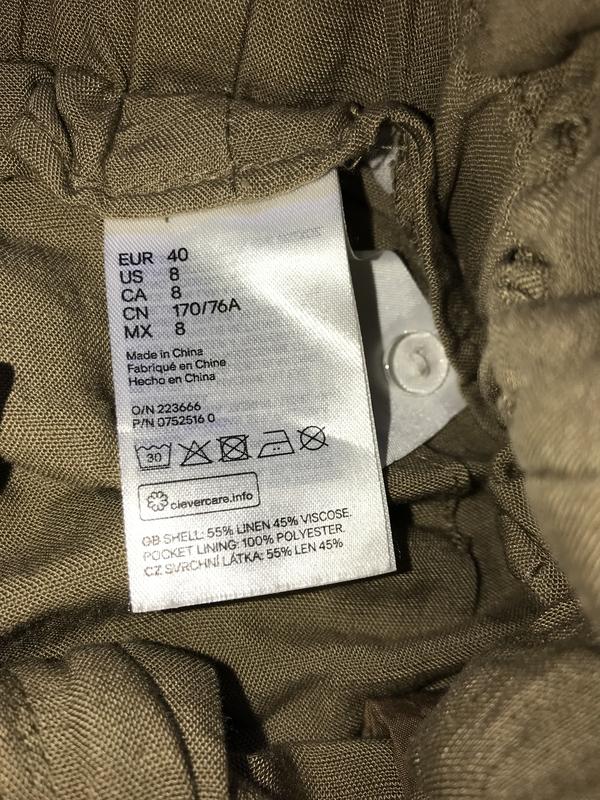 EUR 40
US 8
CA 8
CN 170/76A
MX 8
Made in China
Fabriqué en Chine
Hecho en China
O/N 223666
P/N 0752516 0
30
clevercare.info
GB SHELL: 55% LINEN 45% VISCOSE.
POCKET LINING: 100% POLYESTER.
CZ SVRCHNÍ LÁTKA: 55% LEN 45%